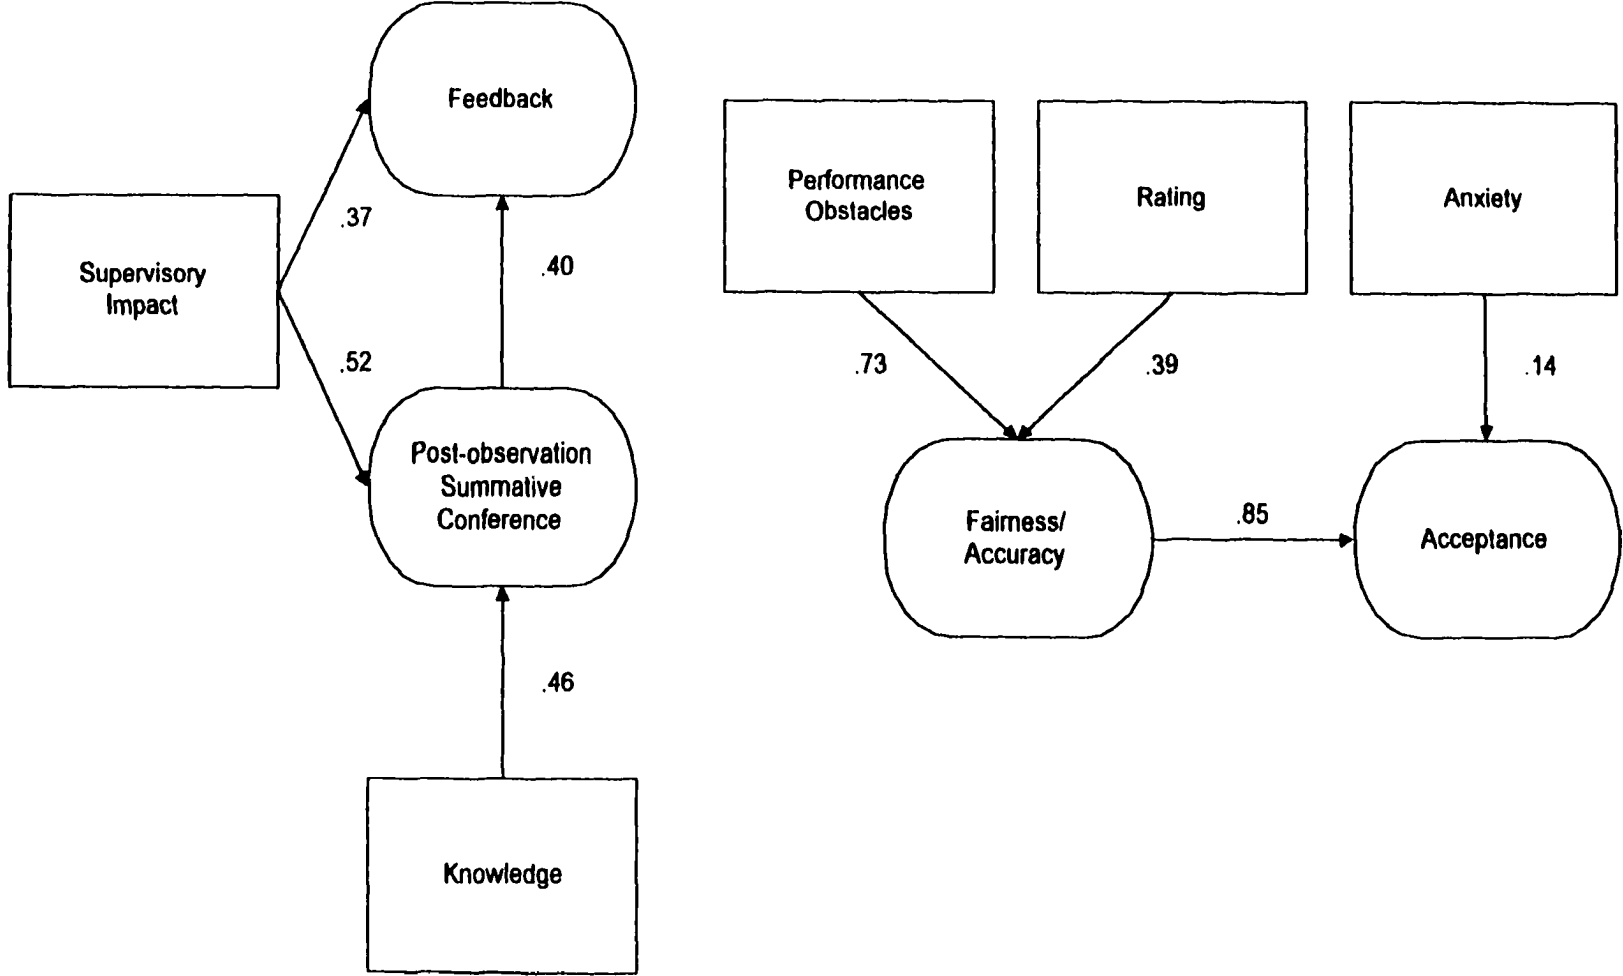 Feedback
.37
.40
Supervisory
Impact
.52
Post-observation
Summative
Conference
.46
Knowledge
Performance
Obstacles
Rating
Anxiety
.73
.39
.14
Fairness/
Accuracy
.85
Acceptance